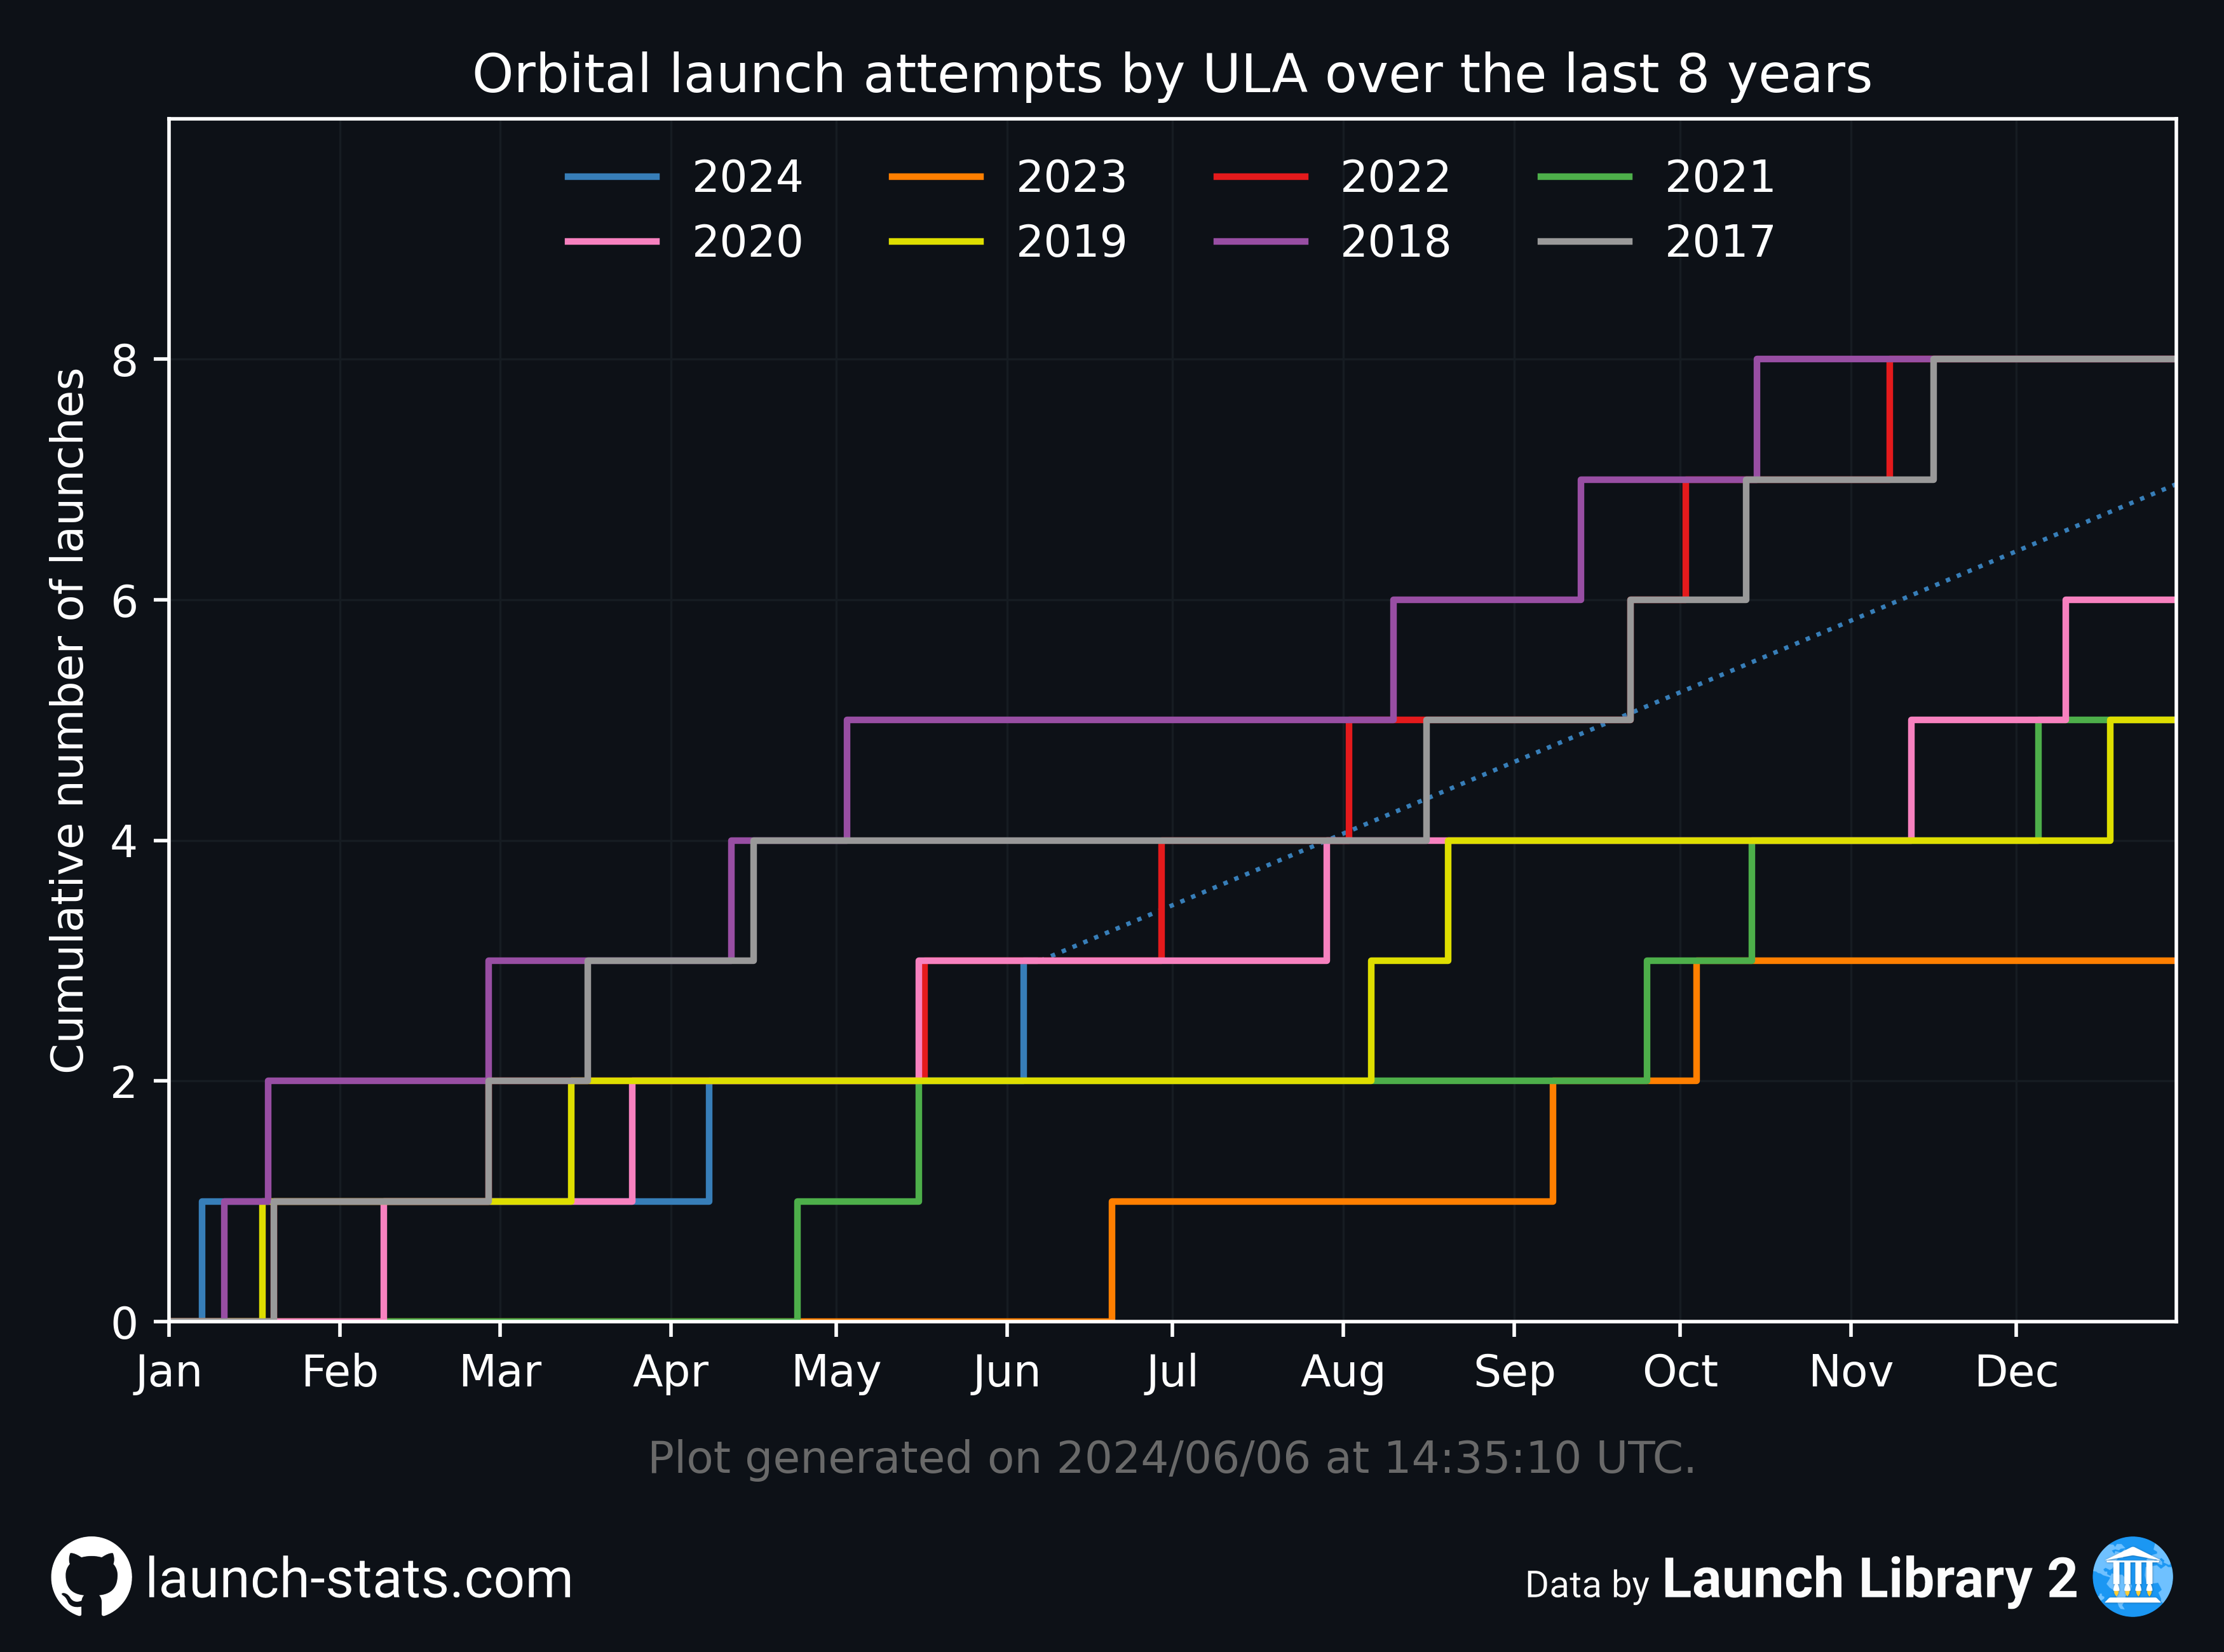 Orbital launch attempts by ULA over the last 8 years
2024 2023 2022 2021
2020 2019 2018 2017
Cumulative number of launches
8
6
4
2
0
Jan Feb Mar Apr May Jun Jul Aug Sep Oct Nov Dec
Plot generated on 2024/06/06 at 14:35:10 UTC.
launch-stats.com
Data by Launch Library 2